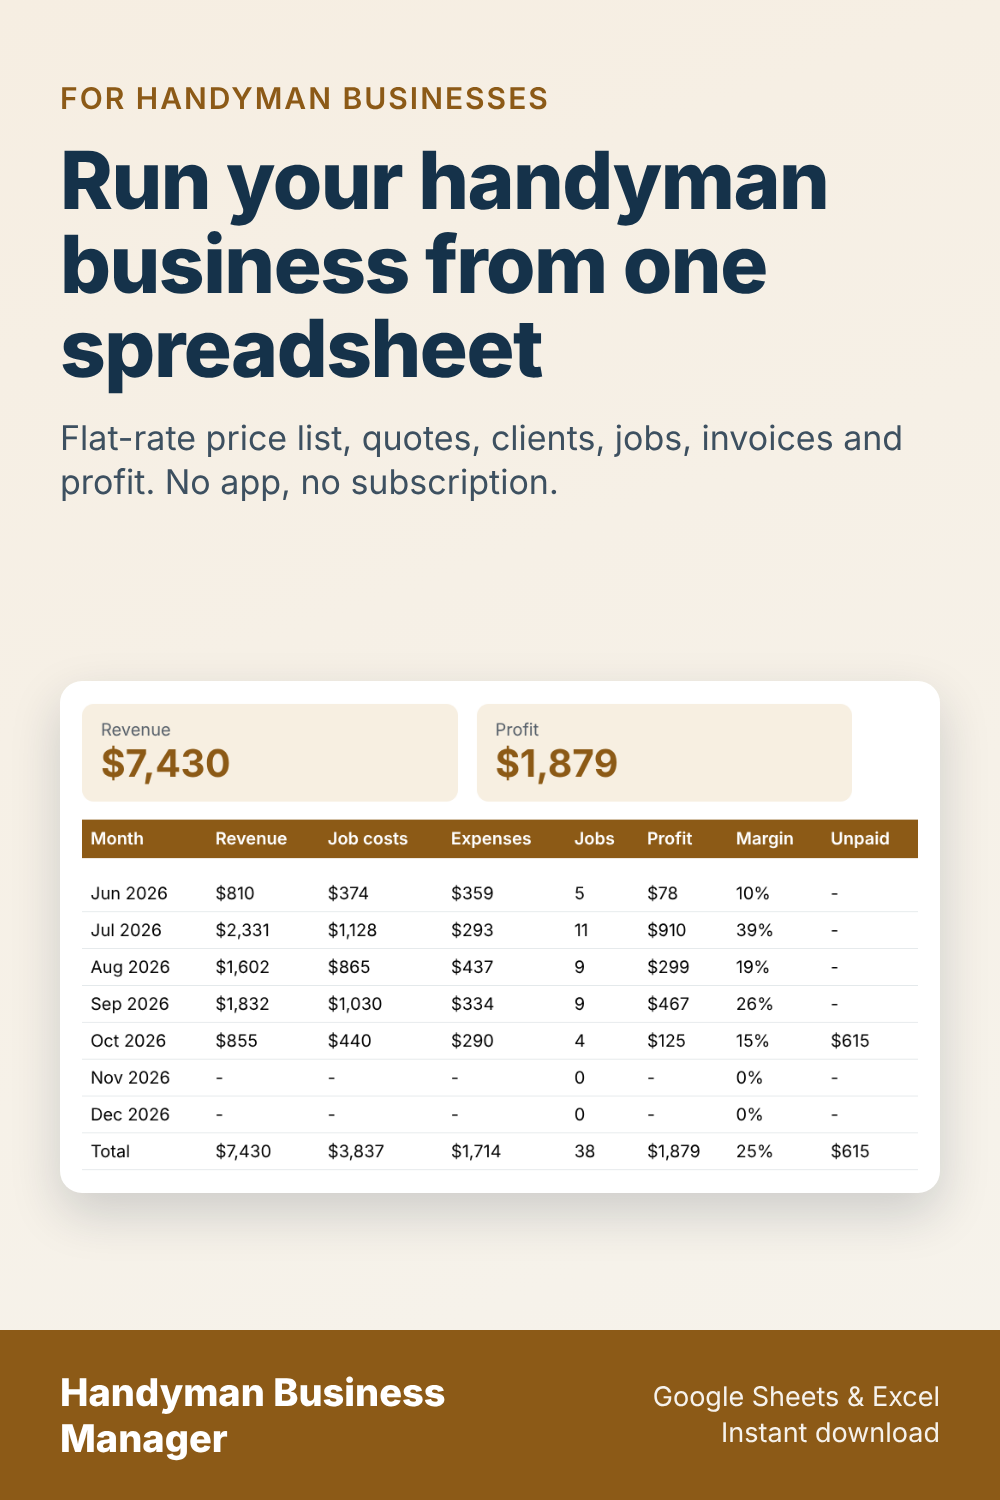 FOR HANDYMAN BUSINESSES
Run your handyman
business from one
spreadsheet
Flat-rate price list, quotes, clients, jobs, invoices and
profit. No app, no subscription.
Revenue Profit
$7,430 $1,879
Month Revenue Job costs Expenses Jobs Profit Margin Unpaid
Jun 2026 $810 $374 $359 5 $78 10% -
Jul 2026 $2,331 $1,128 $293 11 $910 39% -
Aug 2026 $1,602 $865 $437 9 $299 19% -
Sep 2026 $1,832 $1,030 $334 9 $467 26% -
Oct 2026 $855 $440 $290 4 $125 15% $615
Nov 2026 - - - 0 - 0% -
Dec 2026 - - - 0 - 0% -
Total $7,430 $3,837 $1,714 38 $1,879 25% $615
Handyman Business
Manager
Google Sheets & Excel
Instant download